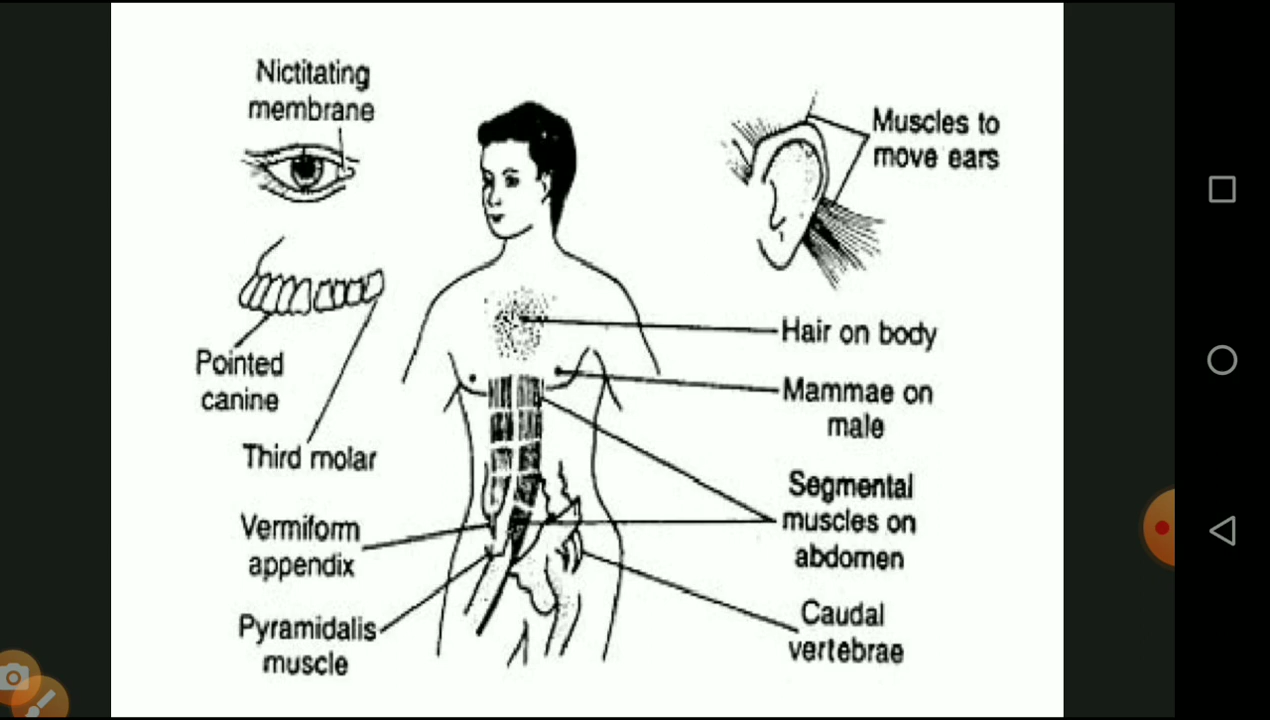 Nictitating
membrane
Muscles to
move ears
Hair on body
Pointed
canine
Mammae on
male
Third molar
Segmental
muscles on
abdomen
Vermiform
appendix
Caudal
vertebrae
Pyramidalis
muscle